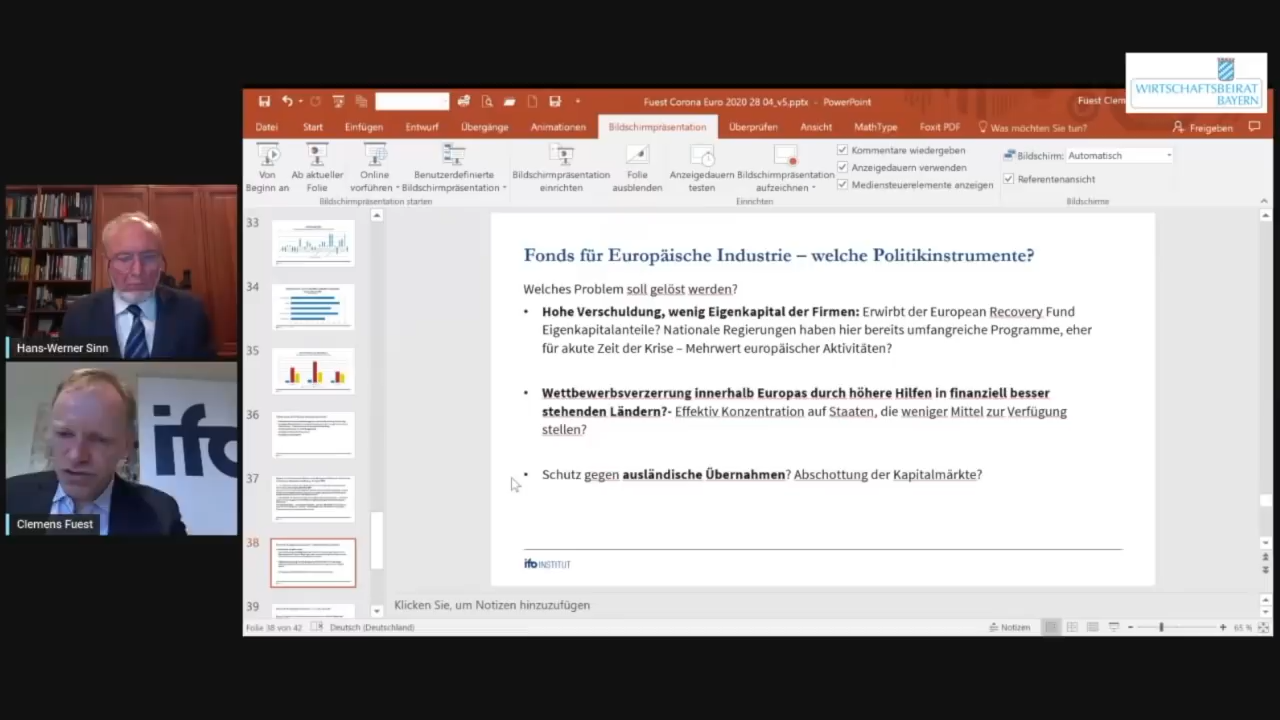 WIRTSCHAFTSBEIRAT
BAYERN
Fuest Corona Euro 2020 28 04_v5.pptx - PowerPoint
Fuest Clem
Datei Start Einfügen Entwurf Übergänge Animationen Bildschirmpräsentation Überprüfen Ansicht MathType Foxit PDF Was möchten Sie tun? Freigeben
Von Beginn an
Ab aktueller Folie
Online vorführen
Benutzerdefinierte Bildschirmpräsentation
Bildschirmpräsentation einrichten
Folie ausblenden
Anzeigedauern testen
Bildschirmpräsentation aufzeichnen
Kommentare wiedergeben
Anzeigedauern verwenden
Mediensteuerelemente anzeigen
Bildschirm: Automatisch
Referentenansicht
Bildschirmpräsentation starten
Einrichten
Bildschirme
33
34
35
36
37
38
39
Fonds für Europäische Industrie – welche Politikinstrumente?
Welches Problem soll gelöst werden?
• Hohe Verschuldung, wenig Eigenkapital der Firmen: Erwirbt der European Recovery Fund
Eigenkapitalanteile? Nationale Regierungen haben hier bereits umfangreiche Programme, eher
für akute Zeit der Krise – Mehrwert europäischer Aktivitäten?
• Wettbewerbsverzerrung innerhalb Europas durch höhere Hilfen in finanziell besser
stehenden Ländern?- Effektiv Konzentration auf Staaten, die weniger Mittel zur Verfügung
stellen?
• Schutz gegen ausländische Übernahmen? Abschottung der Kapitalmärkte?
ifo INSTITUT
Klicken Sie, um Notizen hinzuzufügen
Folie 38 von 42 Deutsch (Deutschland) Notizen 65 %
Hans-Werner Sinn
ifo
Clemens Fuest